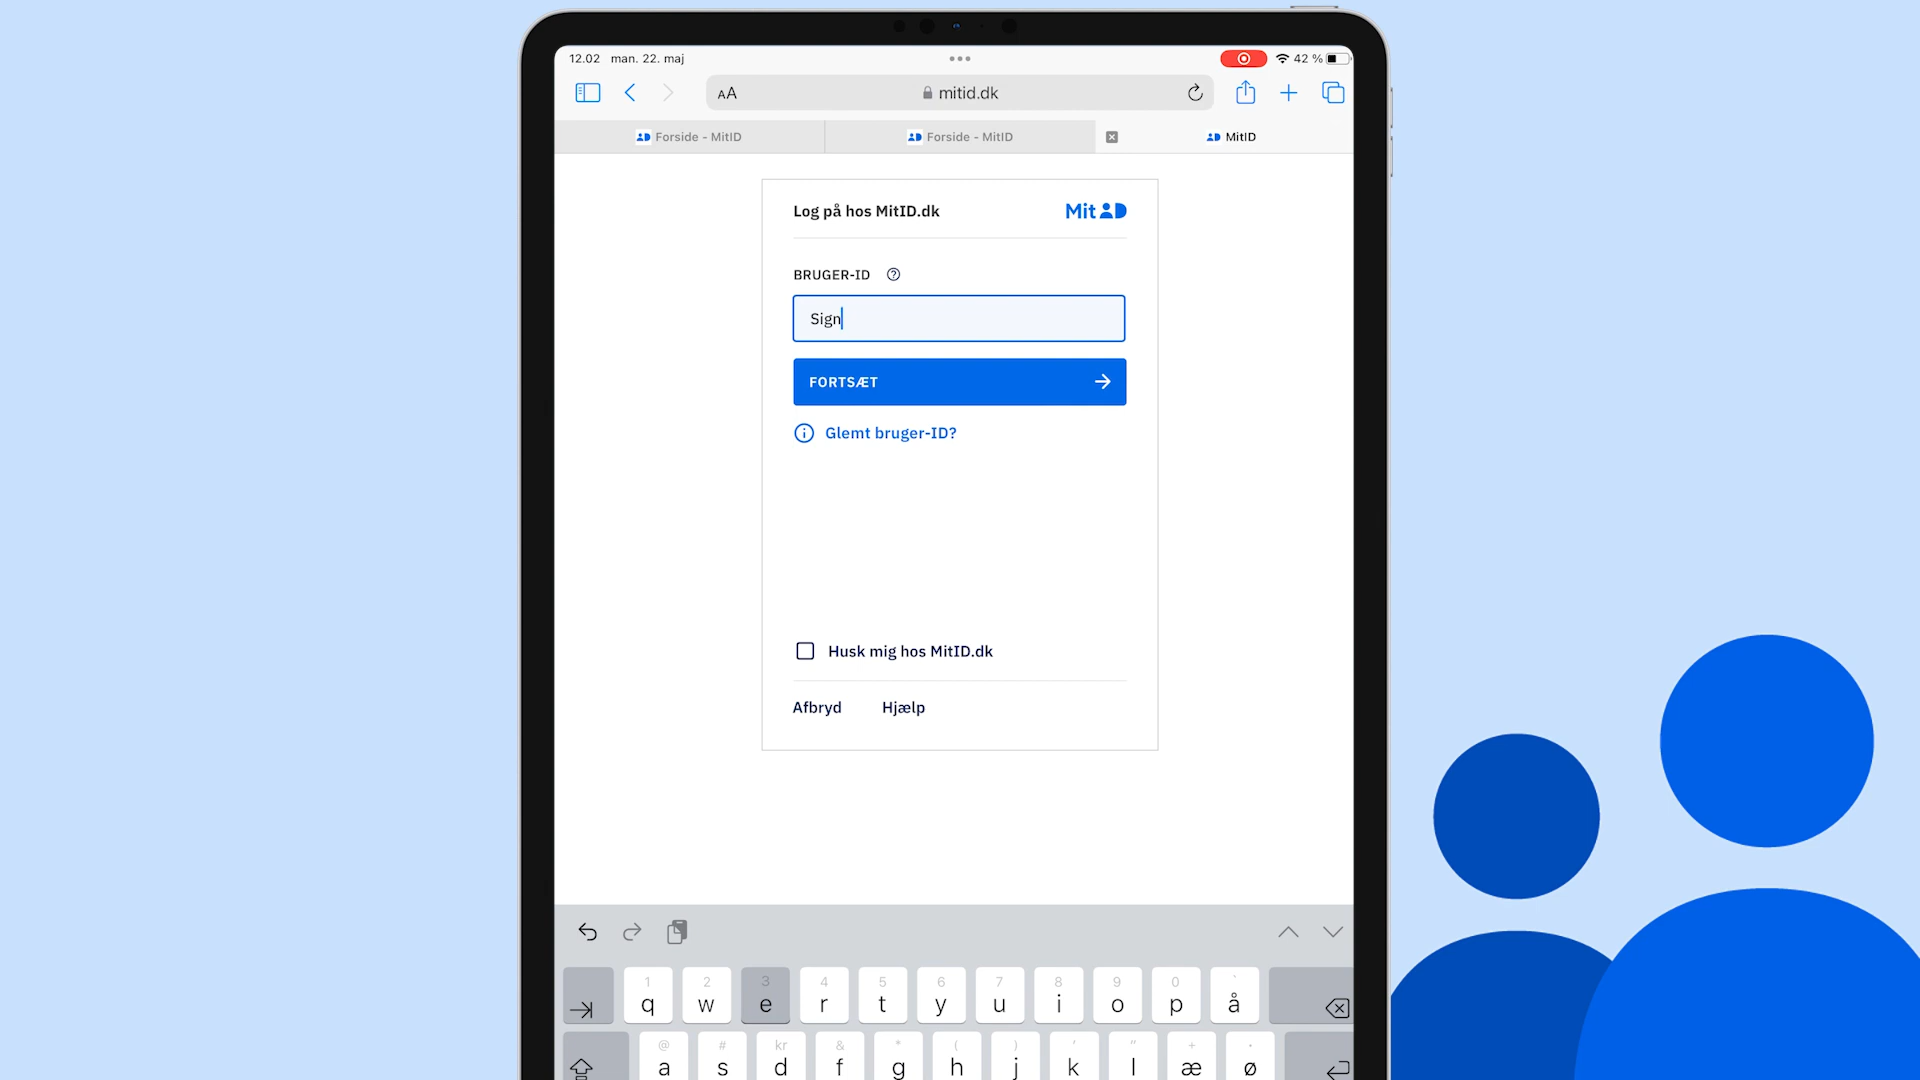 12.02 man. 22. maj
42 %
AA
mitid.dk
Forside - MitID
Forside - MitID
MitID
Log på hos MitID.dk
Mit
BRUGER-ID
Sign
FORTSÆT
Glemt bruger-ID?
Husk mig hos MitID.dk
Afbryd
Hjælp
1 2 3 4 5 6 7 8 9 0 `
q w e r t y u i o p å
@ # kr & * ( ) ' " + ·
a s d f g h j k l æ ø